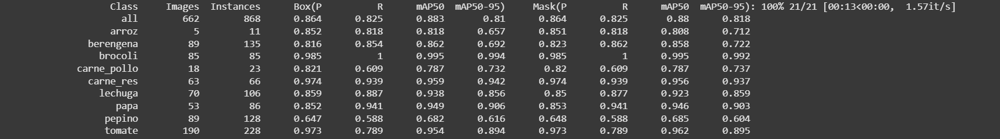 Class Images Instances Box(P R mAP50 mAP50-95) Mask(P R mAP50 mAP50-95): 100% 21/21 [00:13<00:00, 1.57it/s]
all 662 868 0.864 0.825 0.883 0.81 0.864 0.825 0.88 0.818
arroz 5 11 0.852 0.818 0.818 0.657 0.851 0.818 0.808 0.712
berengena 89 135 0.816 0.854 0.862 0.692 0.823 0.862 0.858 0.722
brocoli 85 85 0.985 1 0.995 0.994 0.985 1 0.995 0.992
carne_pollo 18 23 0.821 0.609 0.787 0.732 0.82 0.609 0.787 0.737
carne_res 63 66 0.974 0.939 0.959 0.942 0.974 0.939 0.956 0.937
lechuga 70 106 0.859 0.887 0.938 0.856 0.85 0.877 0.923 0.859
papa 53 86 0.852 0.941 0.949 0.906 0.853 0.941 0.946 0.903
pepino 89 128 0.647 0.588 0.682 0.616 0.648 0.588 0.685 0.604
tomate 190 228 0.973 0.789 0.954 0.894 0.973 0.789 0.962 0.895